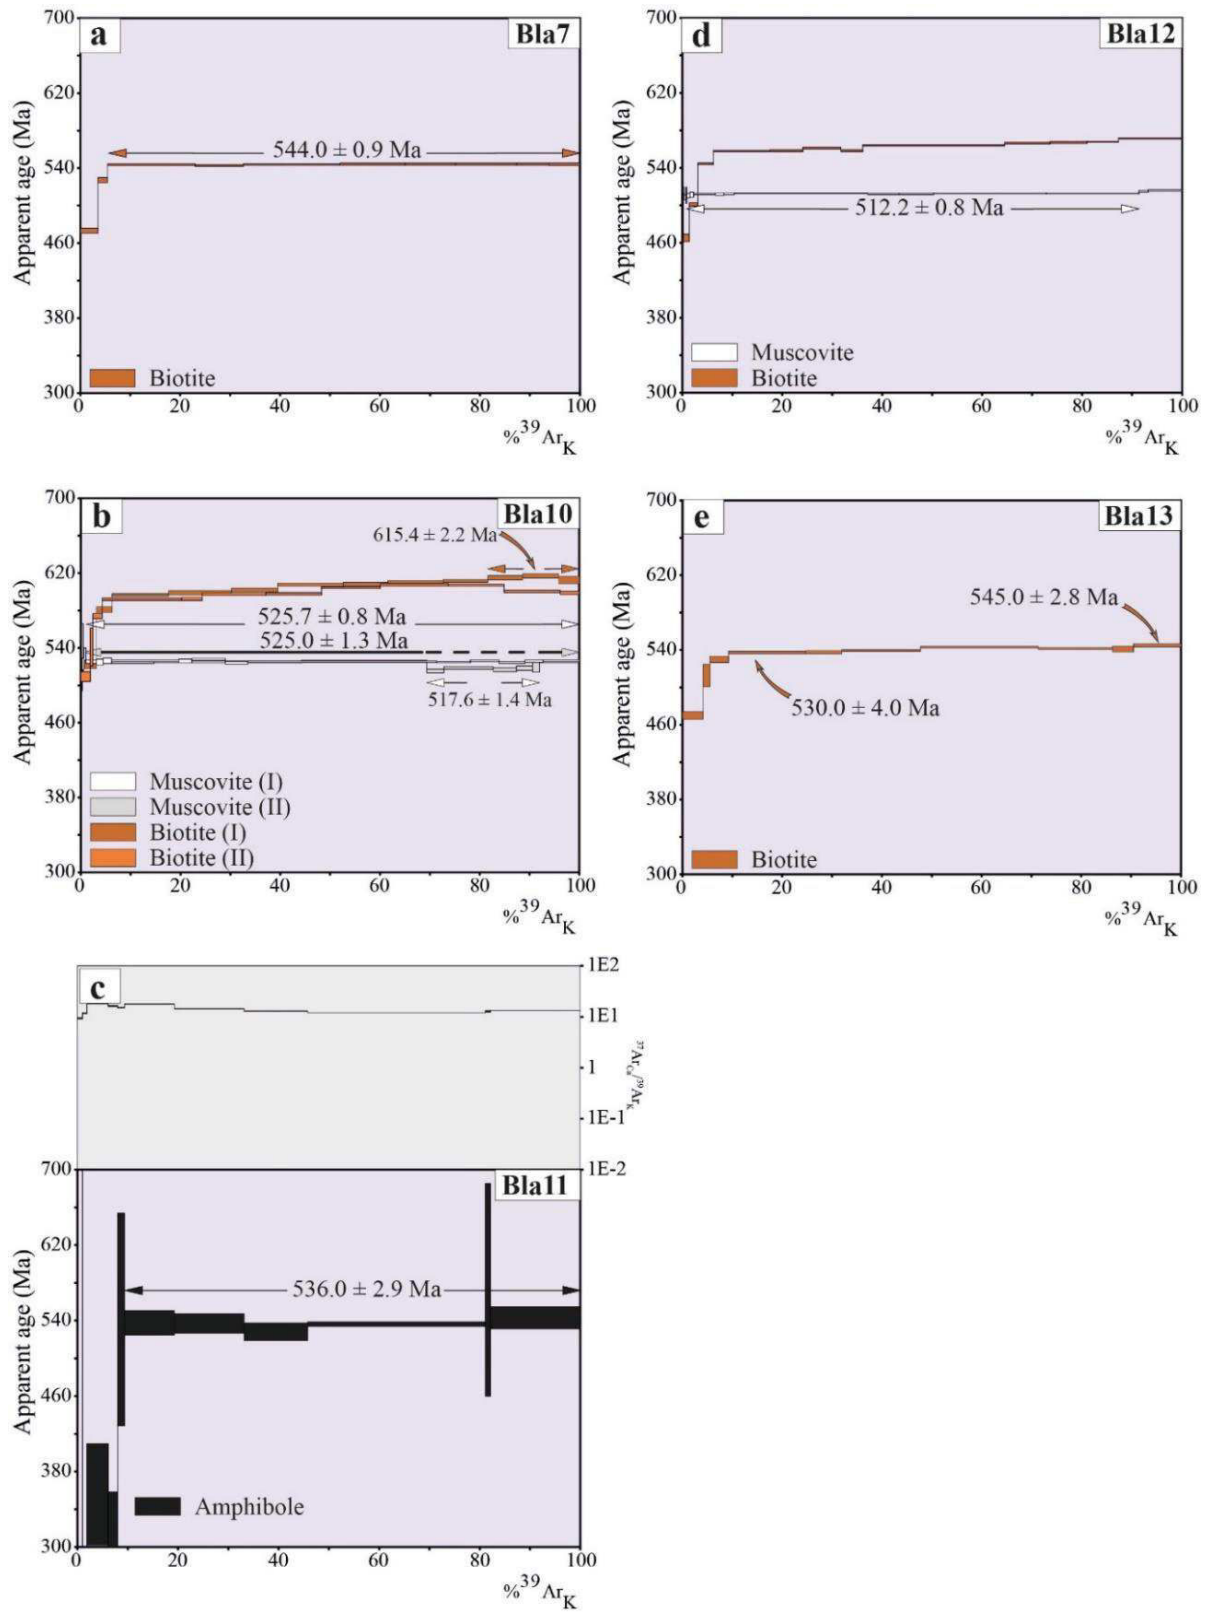 a
Bla7
Apparent age (Ma)
700
620
540
460
380
300
544.0 ± 0.9 Ma
Biotite
0 20 40 60 80 100
%³⁹Ar_K
d
Bla12
Apparent age (Ma)
700
620
540
460
380
300
512.2 ± 0.8 Ma
Muscovite
Biotite
0 20 40 60 80 100
%³⁹Ar_K
b
Bla10
Apparent age (Ma)
700
620
540
460
380
300
615.4 ± 2.2 Ma
525.7 ± 0.8 Ma
525.0 ± 1.3 Ma
517.6 ± 1.4 Ma
Muscovite (I)
Muscovite (II)
Biotite (I)
Biotite (II)
0 20 40 60 80 100
%³⁹Ar_K
e
Bla13
Apparent age (Ma)
700
620
540
460
380
300
545.0 ± 2.8 Ma
530.0 ± 4.0 Ma
Biotite
0 20 40 60 80 100
%³⁹Ar_K
c
1E2
1E1
1
1E-1
1E-2
³⁷Ar_Ca/³⁹Ar_K
Bla11
Apparent age (Ma)
700
620
540
460
380
300
536.0 ± 2.9 Ma
Amphibole
0 20 40 60 80 100
%³⁹Ar_K